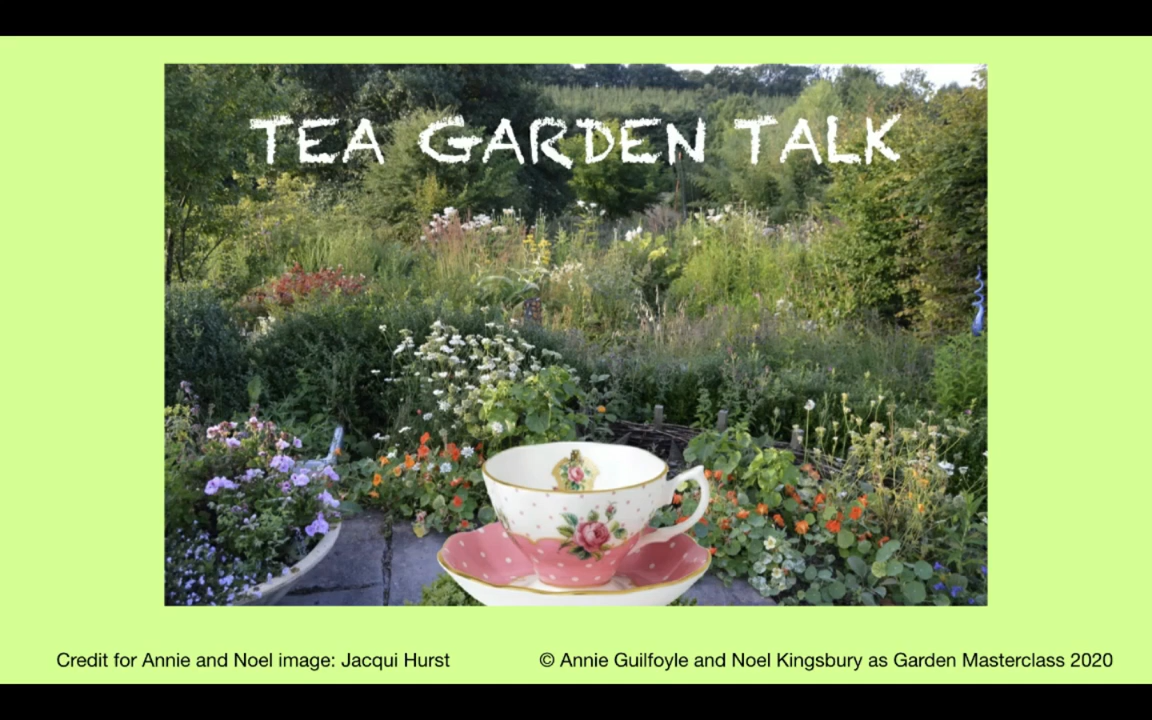 TEA GARDEN TALK
Credit for Annie and Noel image: Jacqui Hurst
© Annie Guilfoyle and Noel Kingsbury as Garden Masterclass 2020